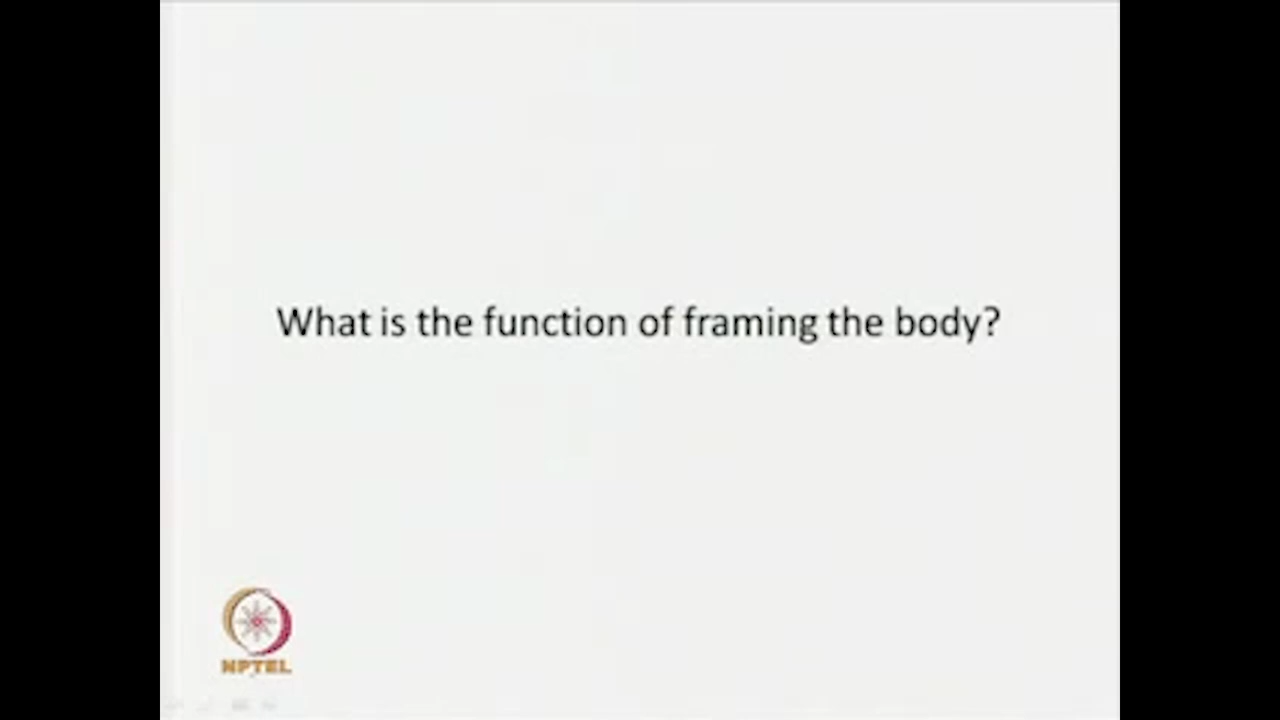 What is the function of framing the body?
NPTEL